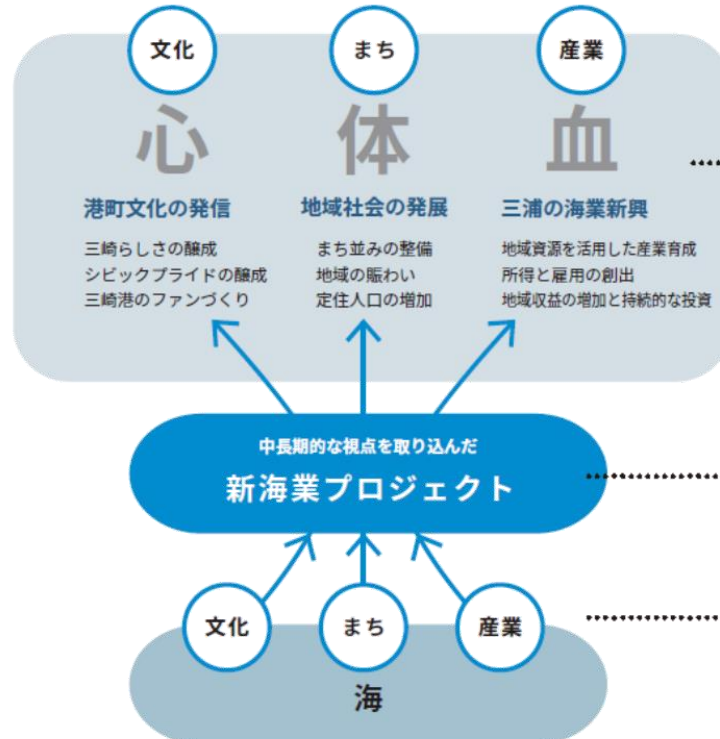 文化
まち
産業
心
体
血
港町文化の発信
地域社会の発展
三浦の海業新興
三崎らしさの醸成
シビックプライドの醸成
三崎港のファンづくり
まち並みの整備
地域の賑わい
定住人口の増加
地域資源を活用した産業育成
所得と雇用の創出
地域収益の増加と持続的な投資
中長期的な視点を取り込んだ
新海業プロジェクト
文化
まち
産業
海